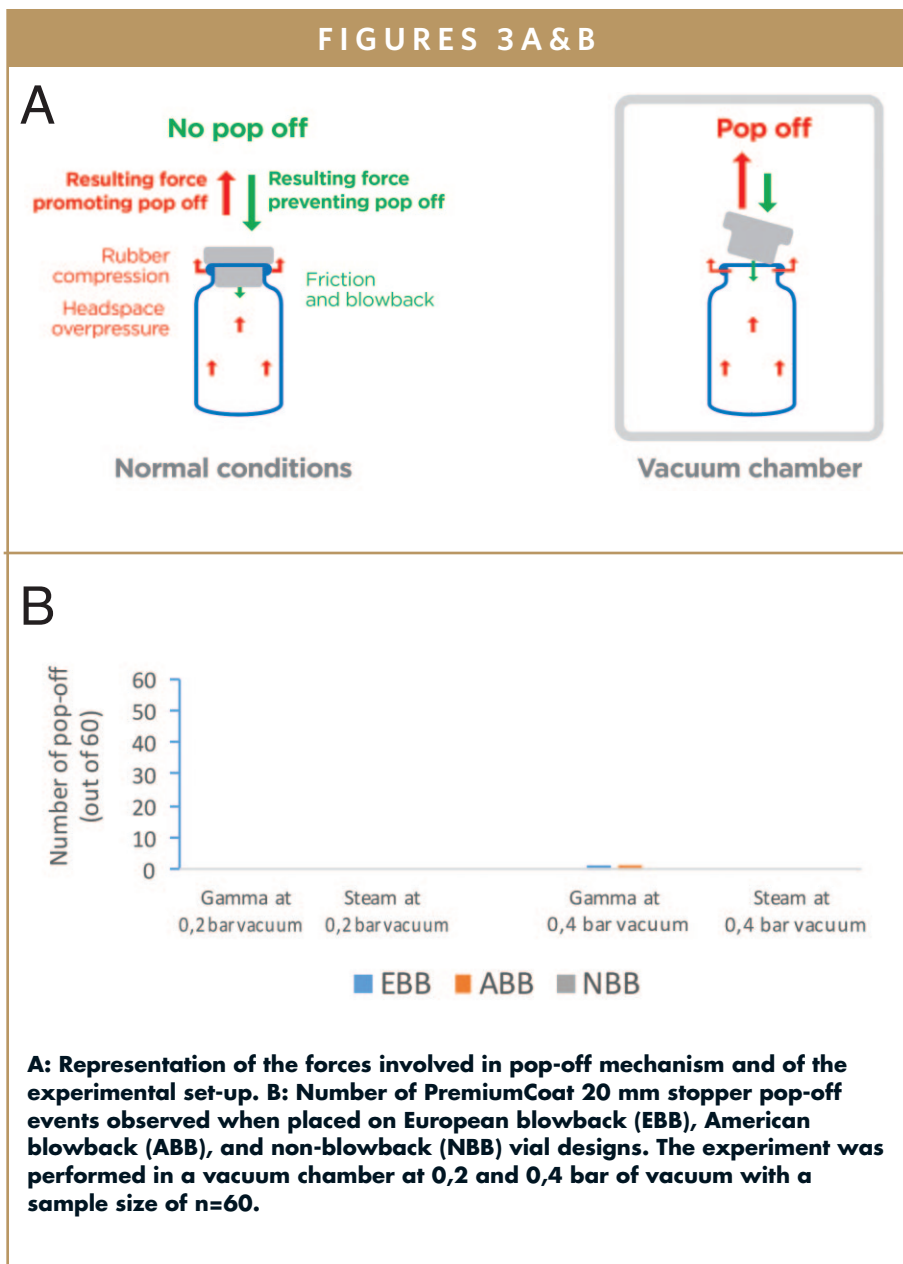 FIGURES 3A&B
A
No pop off
Resulting force
promoting pop off
Resulting force
preventing pop off
Rubber
compression
Headspace
overpressure
Friction
and blowback
Normal conditions
Pop off
Vacuum chamber
B
Number of pop-off
(out of 60)
60
50
40
30
20
10
0
Gamma at
0,2 bar vacuum
Steam at
0,2 bar vacuum
Gamma at
0,4 bar vacuum
Steam at
0,4 bar vacuum
EBB ABB NBB
A: Representation of the forces involved in pop-off mechanism and of the
experimental set-up. B: Number of PremiumCoat 20 mm stopper pop-off
events observed when placed on European blowback (EBB), American
blowback (ABB), and non-blowback (NBB) vial designs. The experiment was
performed in a vacuum chamber at 0,2 and 0,4 bar of vacuum with a
sample size of n=60.